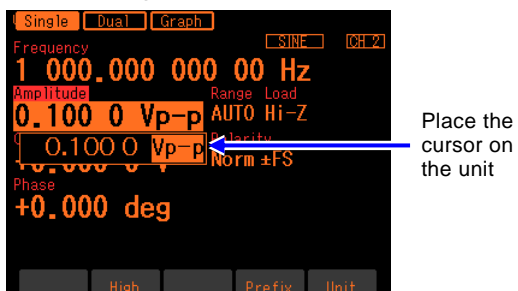 Single Dual Graph
SINE CH 2
Frequency
1 000.000 000 00 Hz
Amplitude Range Load
0.100 0 Vp-p AUTO Hi-Z
0.100 0 Vp-p
Norm ±FS
Phase
+0.000 deg
High Prefix Unit
Place the
cursor on
the unit